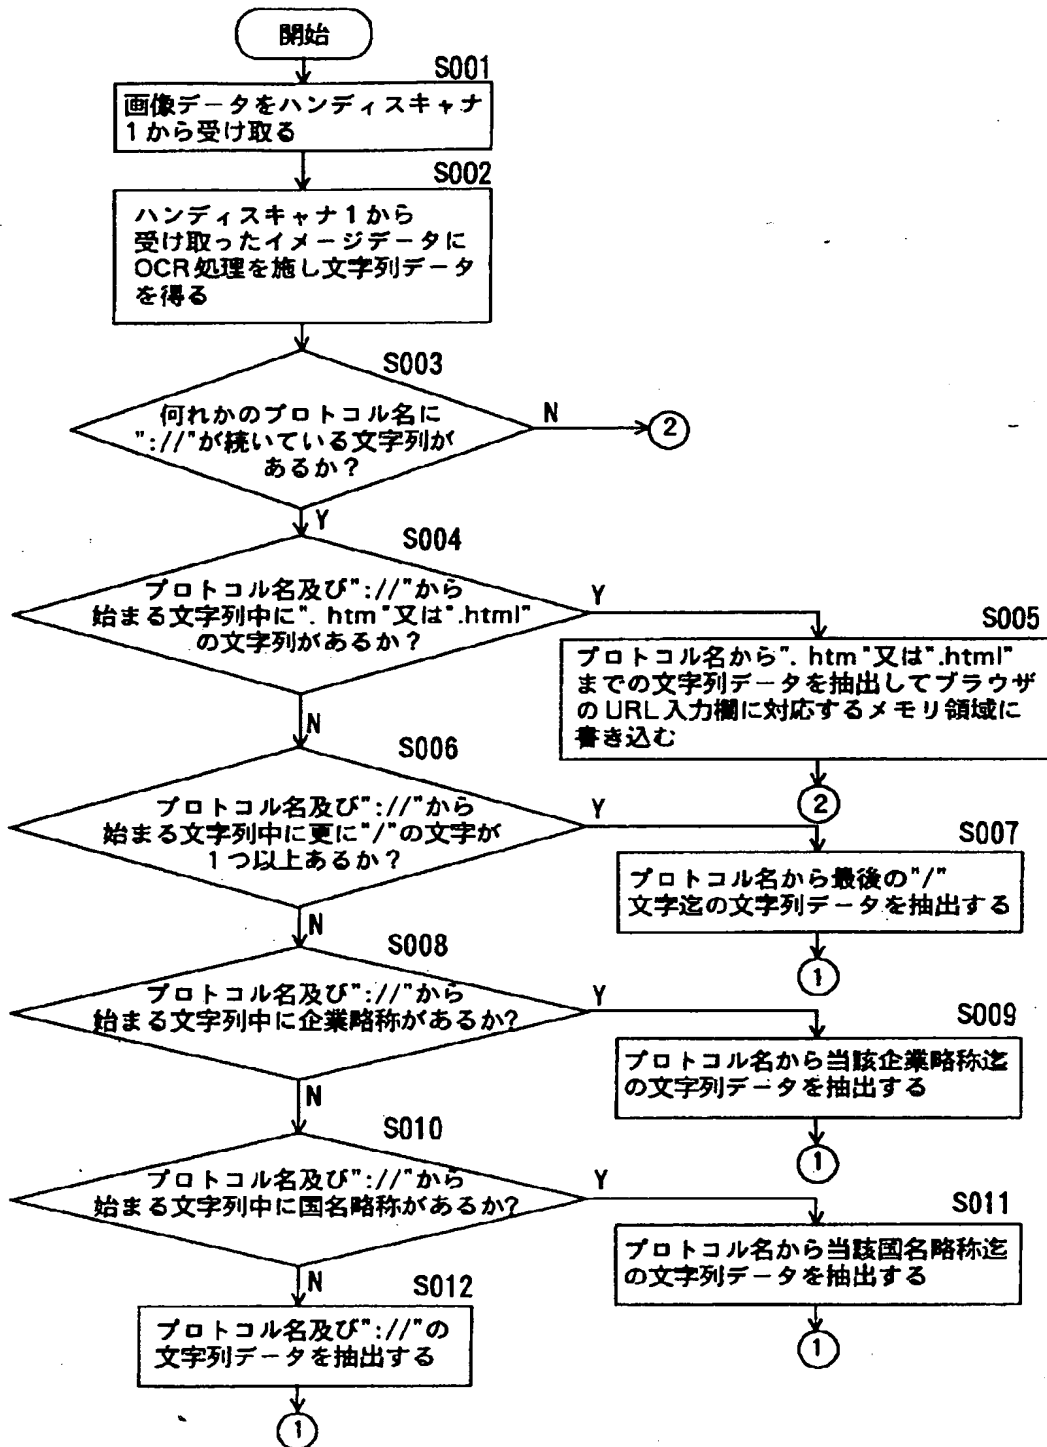 開始
S001
画像データをハンディスキャナ
1から受け取る
S002
ハンディスキャナ1から
受け取ったイメージデータに
OCR処理を施し文字列データ
を得る
S003
何れかのプロトコル名に
"://"が続いている文字列が
あるか?
N
2
Y
S004
プロトコル名及び"://"から
始まる文字列中に". htm"又は".html"
の文字列があるか?
Y
S005
プロトコル名から". htm"又は".html"
までの文字列データを抽出してブラウザ
のURL入力欄に対応するメモリ領域に
書き込む
2
N
S006
プロトコル名及び"://"から
始まる文字列中に更に"/"の文字が
1つ以上あるか?
Y
S007
プロトコル名から最後の"/"
文字迄の文字列データを抽出する
1
N
S008
プロトコル名及び"://"から
始まる文字列中に企業略称があるか?
Y
S009
プロトコル名から当該企業略称迄
の文字列データを抽出する
1
N
S010
プロトコル名及び"://"から
始まる文字列中に国名略称があるか?
Y
S011
プロトコル名から当該国名略称迄
の文字列データを抽出する
1
N
S012
プロトコル名及び"://"の
文字列データを抽出する
1